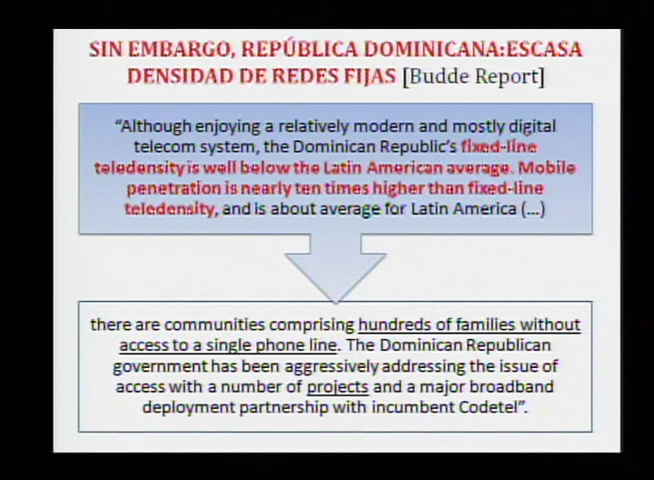 SIN EMBARGO, REPÚBLICA DOMINICANA:ESCASA
DENSIDAD DE REDES FIJAS [Budde Report]
“Although enjoying a relatively modern and mostly digital
telecom system, the Dominican Republic’s fixed-line
teledensity is well below the Latin American average. Mobile
penetration is nearly ten times higher than fixed-line
teledensity, and is about average for Latin America (...)
there are communities comprising hundreds of families without
access to a single phone line. The Dominican Republican
government has been aggressively addressing the issue of
access with a number of projects and a major broadband
deployment partnership with incumbent Codetel”.